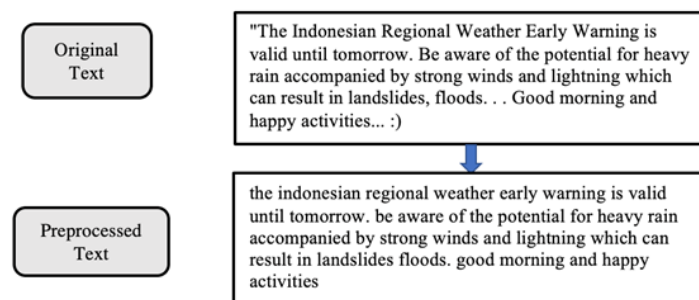 Original
Text
"The Indonesian Regional Weather Early Warning is
valid until tomorrow. Be aware of the potential for heavy
rain accompanied by strong winds and lightning which
can result in landslides, floods. . . Good morning and
happy activities... :)
Preprocessed
Text
the indonesian regional weather early warning is valid
until tomorrow. be aware of the potential for heavy rain
accompanied by strong winds and lightning which can
result in landslides floods. good morning and happy
activities